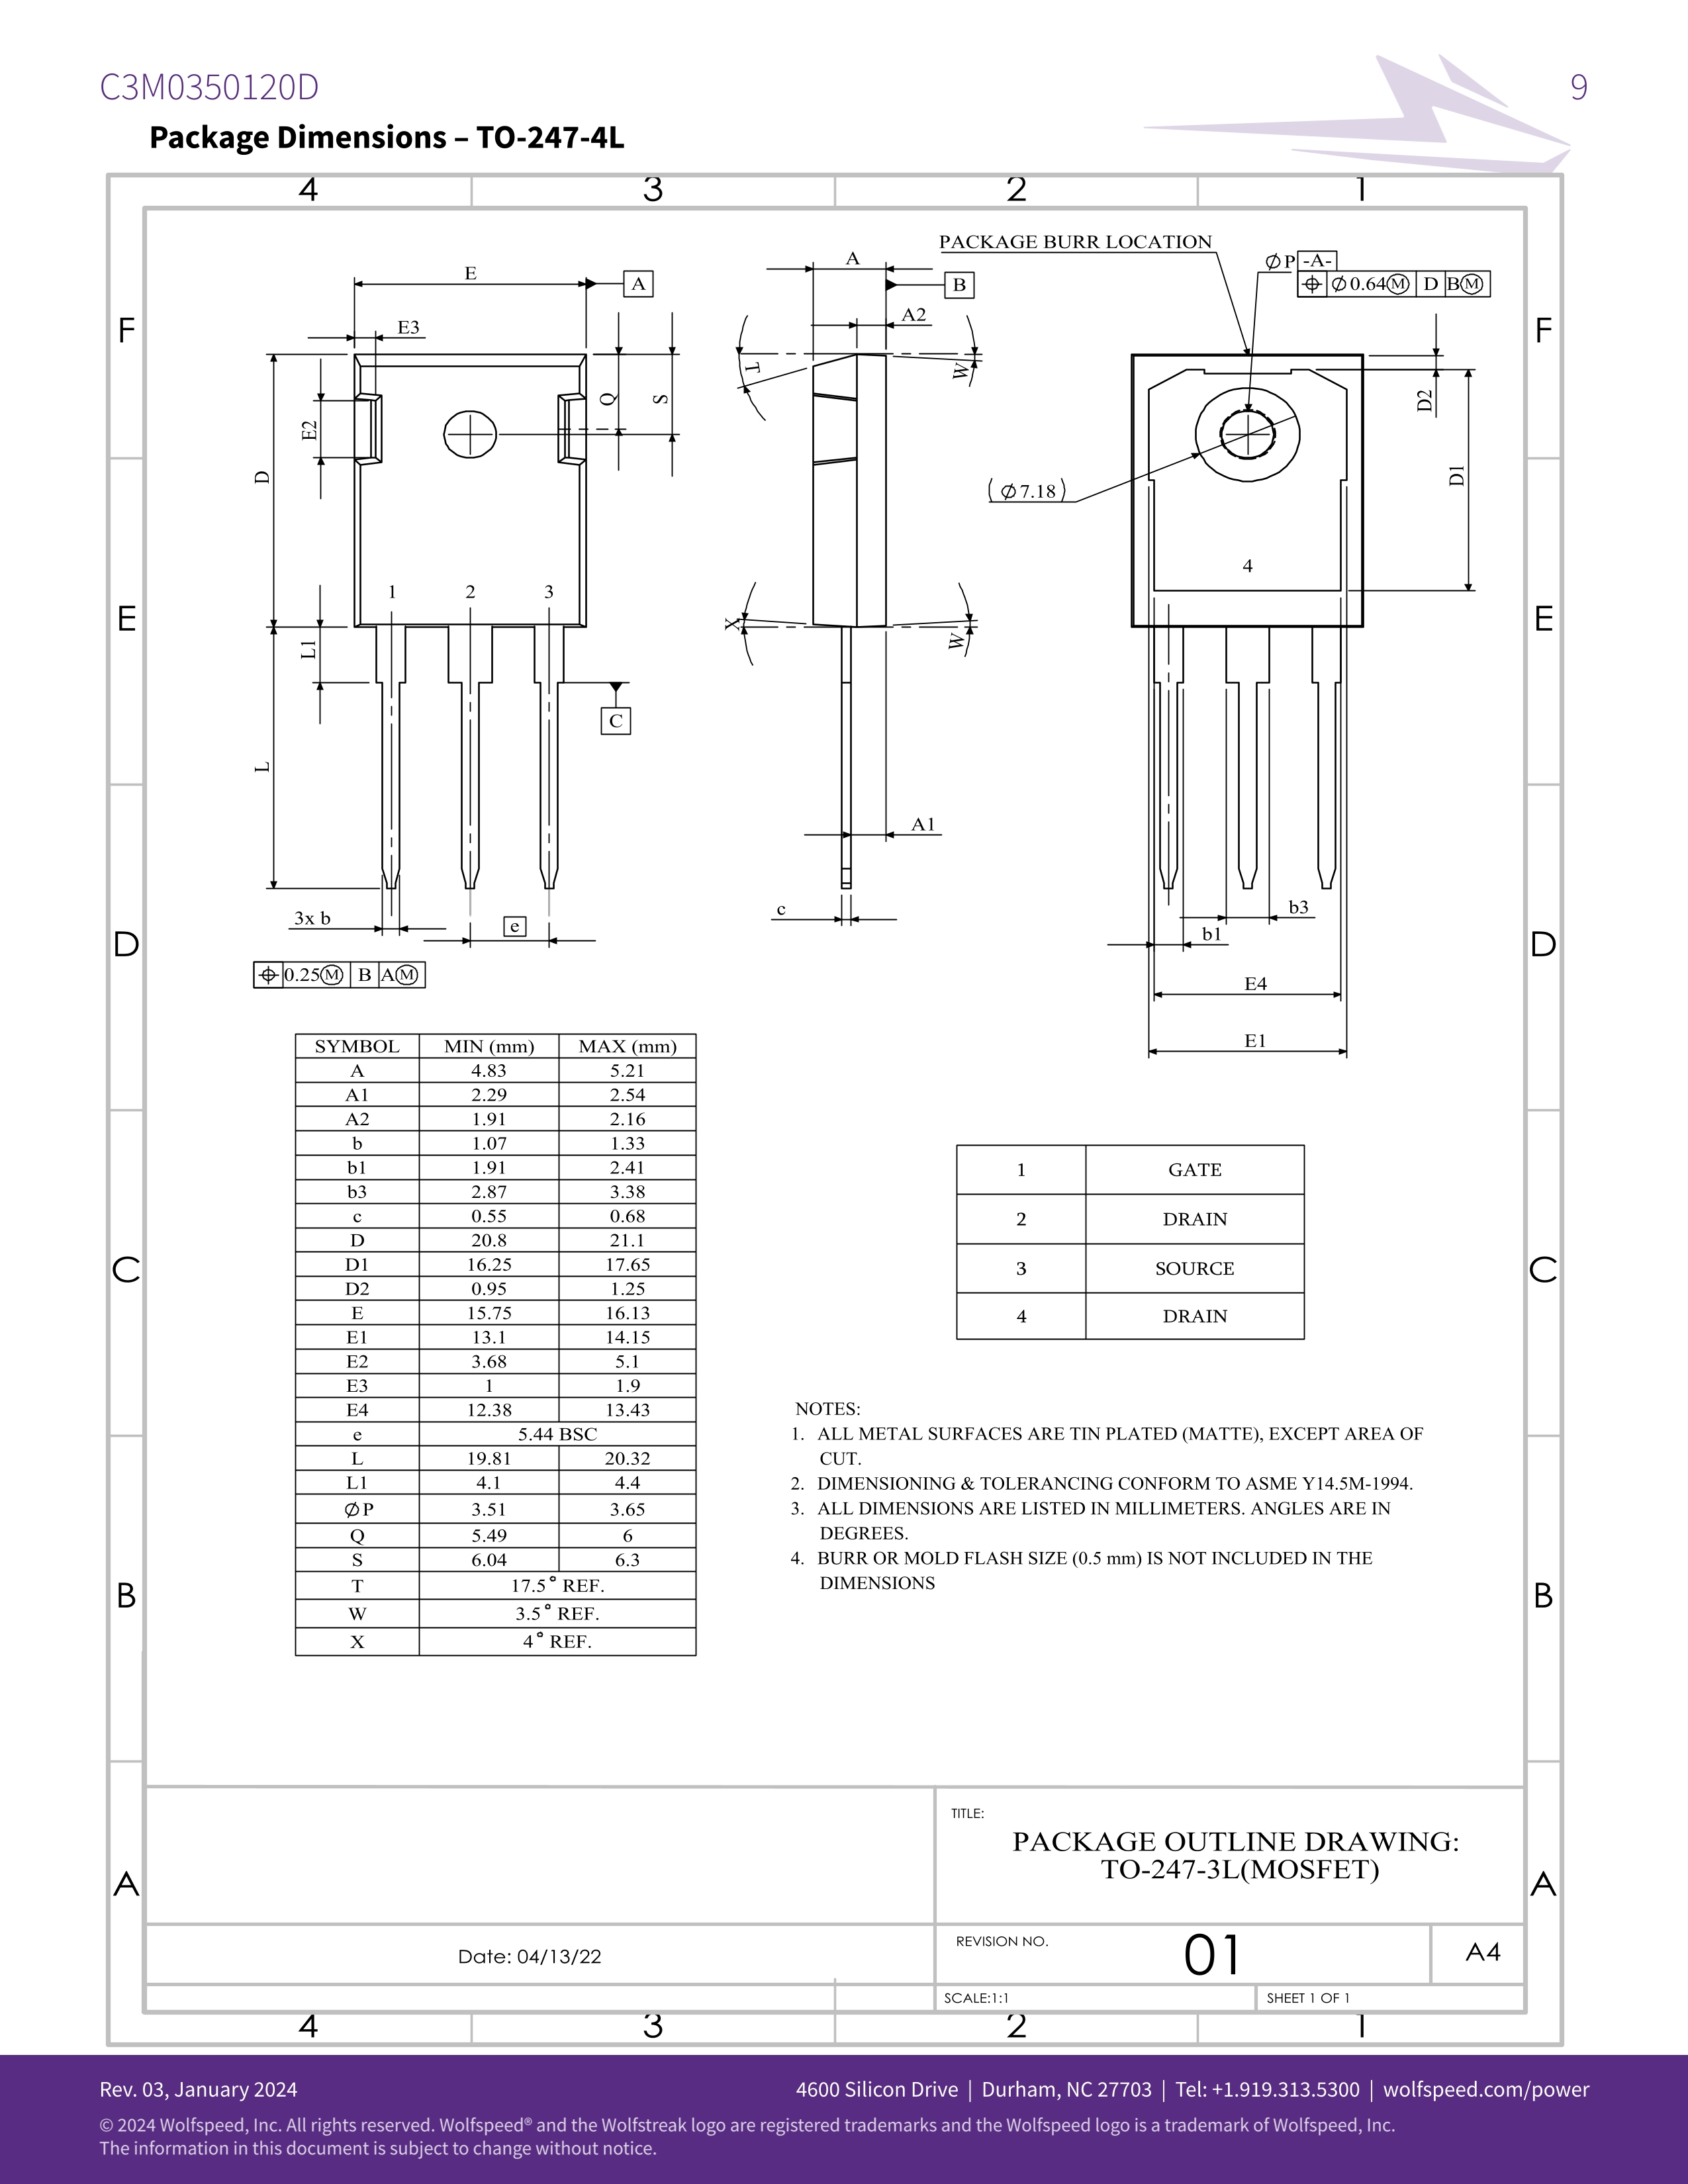 C3M0350120D
9
Package Dimensions – TO-247-4L
4 3 2 1
F F
E E
D D
C C
B B
A A
E
A
E3
D
E2
Q
S
1 2 3
L1
L
C
3x b
e
0.25 Ⓜ B A Ⓜ
A
B
A2
T
W
X
W
A1
c
PACKAGE BURR LOCATION
∅P -A-
∅ 0.64 Ⓜ D B Ⓜ
D2
D1
(∅7.18)
4
b3
b1
E4
E1
SYMBOL MIN (mm) MAX (mm)
A 4.83 5.21
A1 2.29 2.54
A2 1.91 2.16
b 1.07 1.33
b1 1.91 2.41
b3 2.87 3.38
c 0.55 0.68
D 20.8 21.1
D1 16.25 17.65
D2 0.95 1.25
E 15.75 16.13
E1 13.1 14.15
E2 3.68 5.1
E3 1 1.9
E4 12.38 13.43
e 5.44 BSC
L 19.81 20.32
L1 4.1 4.4
∅P 3.51 3.65
Q 5.49 6
S 6.04 6.3
T 17.5° REF.
W 3.5° REF.
X 4° REF.
1 GATE
2 DRAIN
3 SOURCE
4 DRAIN
NOTES:
1. ALL METAL SURFACES ARE TIN PLATED (MATTE), EXCEPT AREA OF
CUT.
2. DIMENSIONING & TOLERANCING CONFORM TO ASME Y14.5M-1994.
3. ALL DIMENSIONS ARE LISTED IN MILLIMETERS. ANGLES ARE IN
DEGREES.
4. BURR OR MOLD FLASH SIZE (0.5 mm) IS NOT INCLUDED IN THE
DIMENSIONS
TITLE:
PACKAGE OUTLINE DRAWING:
TO-247-3L(MOSFET)
Date: 04/13/22
REVISION NO.
01
A4
SCALE:1:1
SHEET 1 OF 1
4 3 2 1
Rev. 03, January 2024
4600 Silicon Drive | Durham, NC 27703 | Tel: +1.919.313.5300 | wolfspeed.com/power
© 2024 Wolfspeed, Inc. All rights reserved. Wolfspeed® and the Wolfstreak logo are registered trademarks and the Wolfspeed logo is a trademark of Wolfspeed, Inc.
The information in this document is subject to change without notice.